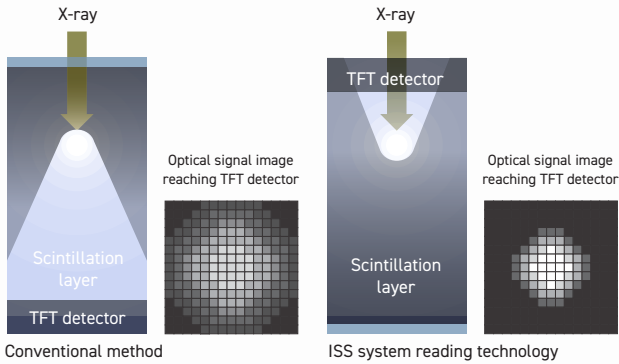 X-ray
Scintillation
layer
TFT detector
Optical signal image
reaching TFT detector
Conventional method
X-ray
TFT detector
Scintillation
layer
Optical signal image
reaching TFT detector
ISS system reading technology